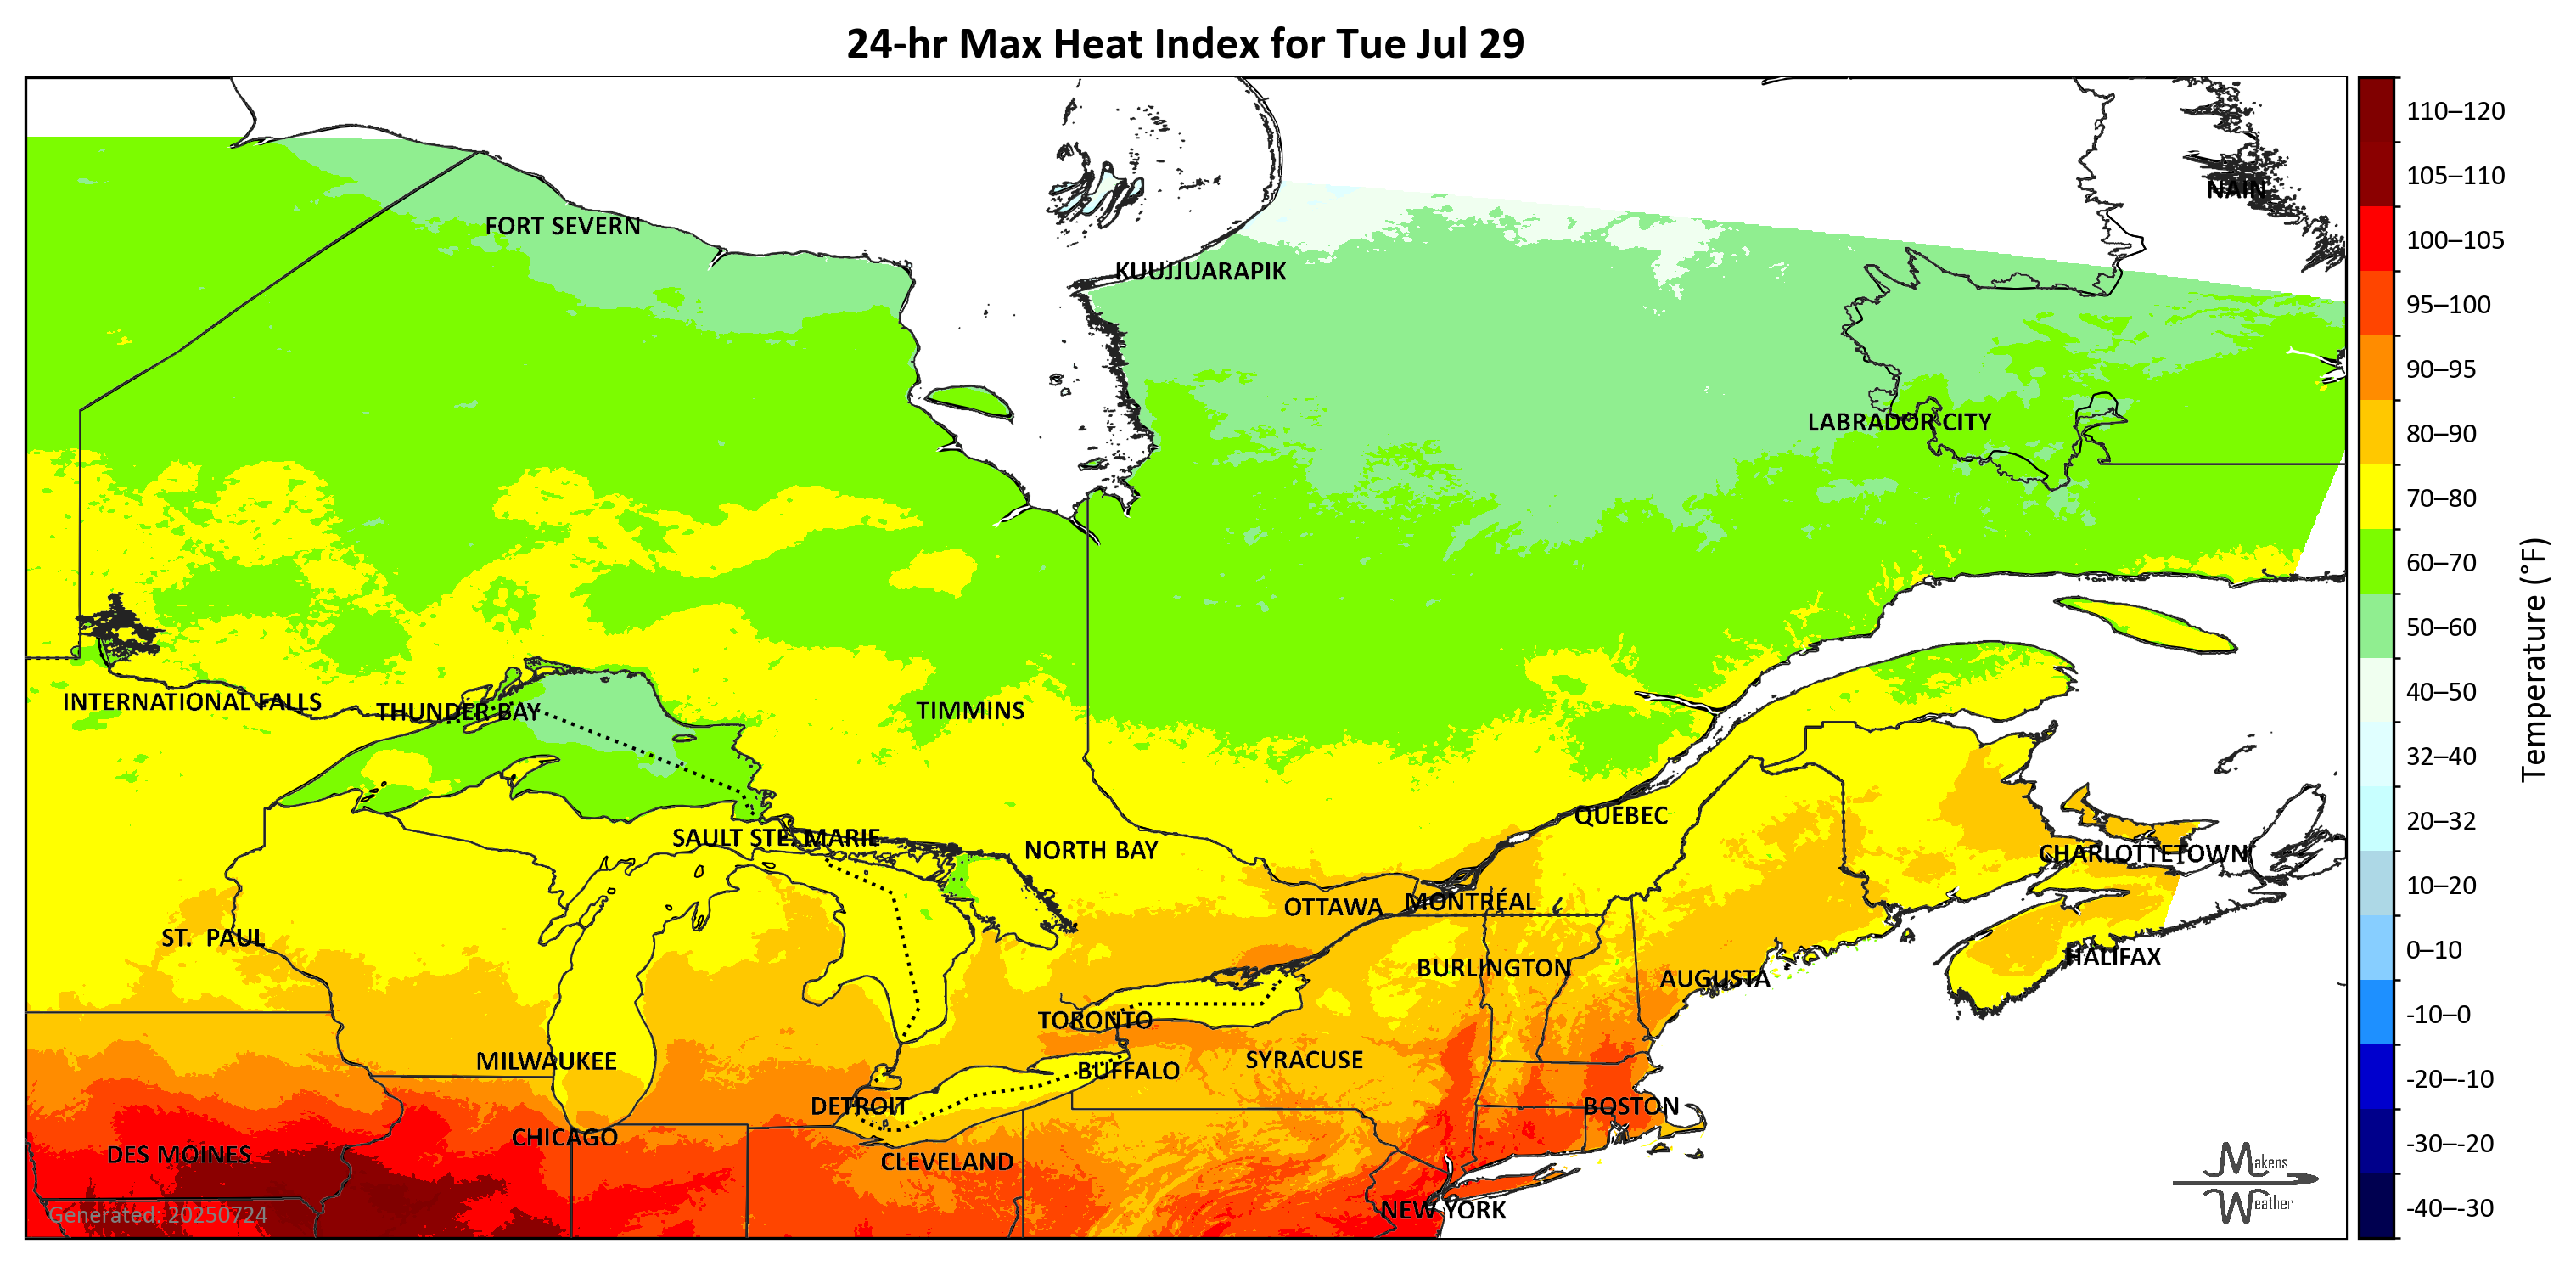 24-hr Max Heat Index for Tue Jul 29
110–120
105–110
NAIN
FORT SEVERN
100–105
KUUJJUARAPIK
95–100
90–95
LABRADOR CITY
80–90
70–80
60–70
50–60
Temperature (°F)
INTERNATIONAL FALLS
THUNDER BAY
TIMMINS
40–50
32–40
QUEBEC
20–32
SAULT STE. MARIE
NORTH BAY
CHARLOTTETOWN
10–20
OTTAWA
MONTRÉAL
ST. PAUL
0–10
HALIFAX
BURLINGTON
AUGUSTA
-10–0
TORONTO
MILWAUKEE
SYRACUSE
BUFFALO
-20–-10
DETROIT
BOSTON
CHICAGO
-30–-20
DES MOINES
CLEVELAND
Makens
Weather
-40–-30
NEW YORK
Generated: 20250724